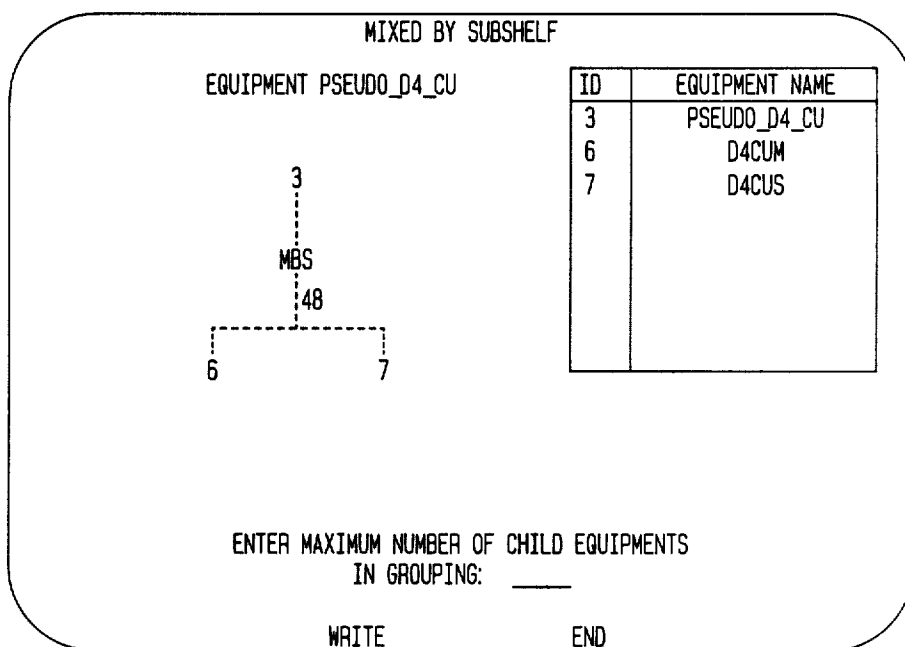 MIXED BY SUBSHELF
EQUIPMENT PSEUDO_D4_CU
3
MBS
48
6 7
ID EQUIPMENT NAME
3 PSEUDO_D4_CU
6 D4CUM
7 D4CUS
ENTER MAXIMUM NUMBER OF CHILD EQUIPMENTS
IN GROUPING: ____
WRITE END